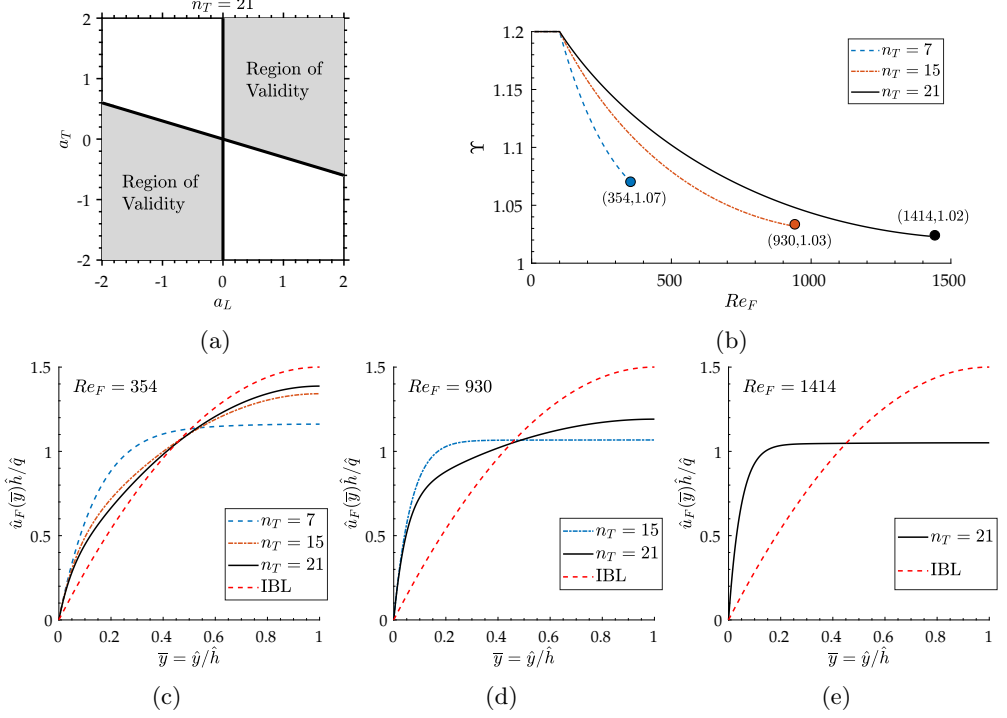 n_T = 21
2
1
0
-1
-2
a_T
Region of
Validity
Region of
Validity
-2 -1 0 1 2
a_L
(a)
1.2
1.15
1.1
1.05
1
ϒ
n_T = 7
n_T = 15
n_T = 21
(354,1.07)
(930,1.03)
(1414,1.02)
0 500 1000 1500
Re_F
(b)
1.5
1
0.5
0
û_F(y̅)ĥ/q̂
Re_F = 354
n_T = 7
n_T = 15
n_T = 21
IBL
0 0.2 0.4 0.6 0.8 1
y̅ = ŷ/ĥ
(c)
1.5
1
0.5
0
û_F(y̅)ĥ/q̂
Re_F = 930
n_T = 15
n_T = 21
IBL
0 0.2 0.4 0.6 0.8 1
y̅ = ŷ/ĥ
(d)
1.5
1
0.5
0
û_F(y̅)ĥ/q̂
Re_F = 1414
n_T = 21
IBL
0 0.2 0.4 0.6 0.8 1
y̅ = ŷ/ĥ
(e)